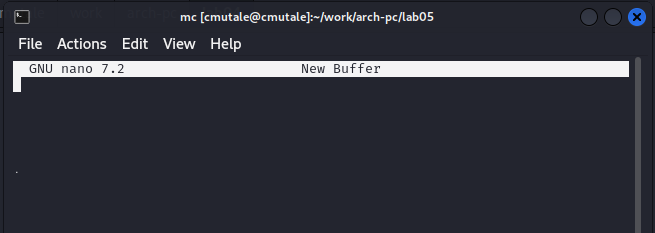 mc [cmutale@cmutale]:~/work/arch-pc/lab05
File Actions Edit View Help
GNU nano 7.2 New Buffer